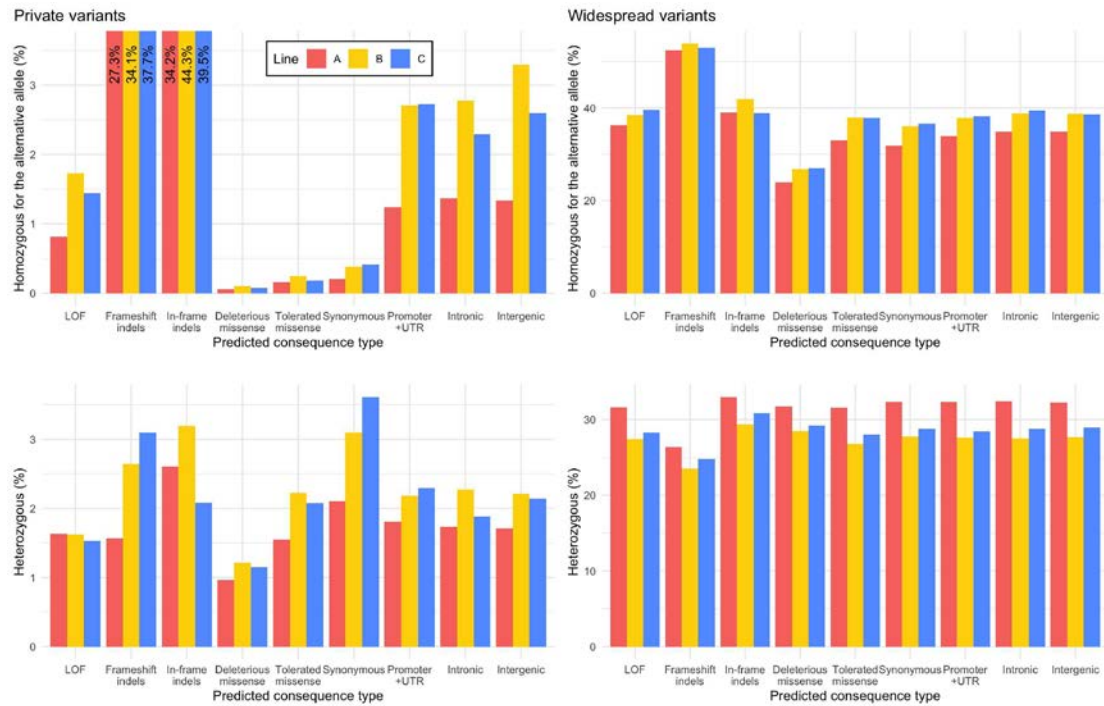 Private variants
Homozygous for the alternative allele (%)
3
2
1
0
27.3%
34.1%
37.7%
34.2%
44.3%
39.5%
Line A B C
LOF Frameshift indels In-frame indels Deleterious missense Tolerated missense Synonymous Promoter +UTR Intronic Intergenic
Predicted consequence type
Widespread variants
Homozygous for the alternative allele (%)
40
20
0
LOF Frameshift indels In-frame indels Deleterious missense Tolerated missense Synonymous Promoter +UTR Intronic Intergenic
Predicted consequence type
Heterozygous (%)
3
2
1
0
LOF Frameshift indels In-frame indels Deleterious missense Tolerated missense Synonymous Promoter +UTR Intronic Intergenic
Predicted consequence type
Heterozygous (%)
30
20
10
0
LOF Frameshift indels In-frame indels Deleterious missense Tolerated missense Synonymous Promoter +UTR Intronic Intergenic
Predicted consequence type